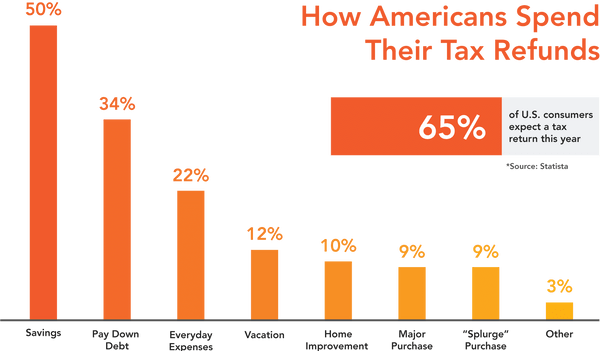 How Americans Spend
Their Tax Refunds
65%
of U.S. consumers
expect a tax
return this year
*Source: Statista
50%
34%
22%
12%
10%
9%
9%
3%
Savings
Pay Down
Debt
Everyday
Expenses
Vacation
Home
Improvement
Major
Purchase
“Splurge”
Purchase
Other